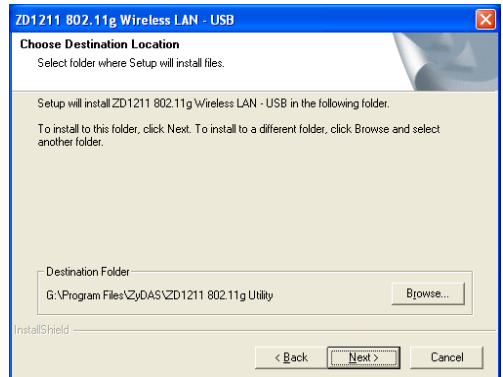 ZD1211 802.11g Wireless LAN - USB
Choose Destination Location
Select folder where Setup will install files.
Setup will install ZD1211 802.11g Wireless LAN - USB in the following folder.
To install to this folder, click Next. To install to a different folder, click Browse and select
another folder.
Destination Folder
G:\Program Files\ZyDAS\ZD1211 802.11g Utility
Browse...
InstallShield
< Back
Next >
Cancel